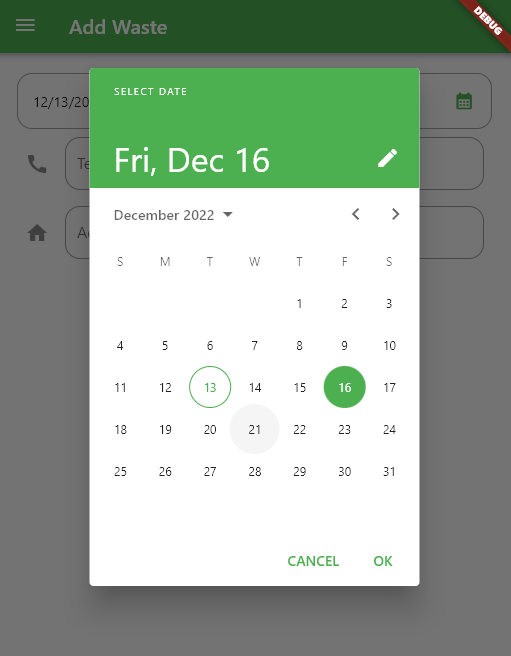 Add Waste
DEBUG
12/13/20
SELECT DATE
Fri, Dec 16
December 2022
S M T W T F S
1 2 3
4 5 6 7 8 9 10
11 12 13 14 15 16 17
18 19 20 21 22 23 24
25 26 27 28 29 30 31
CANCEL OK